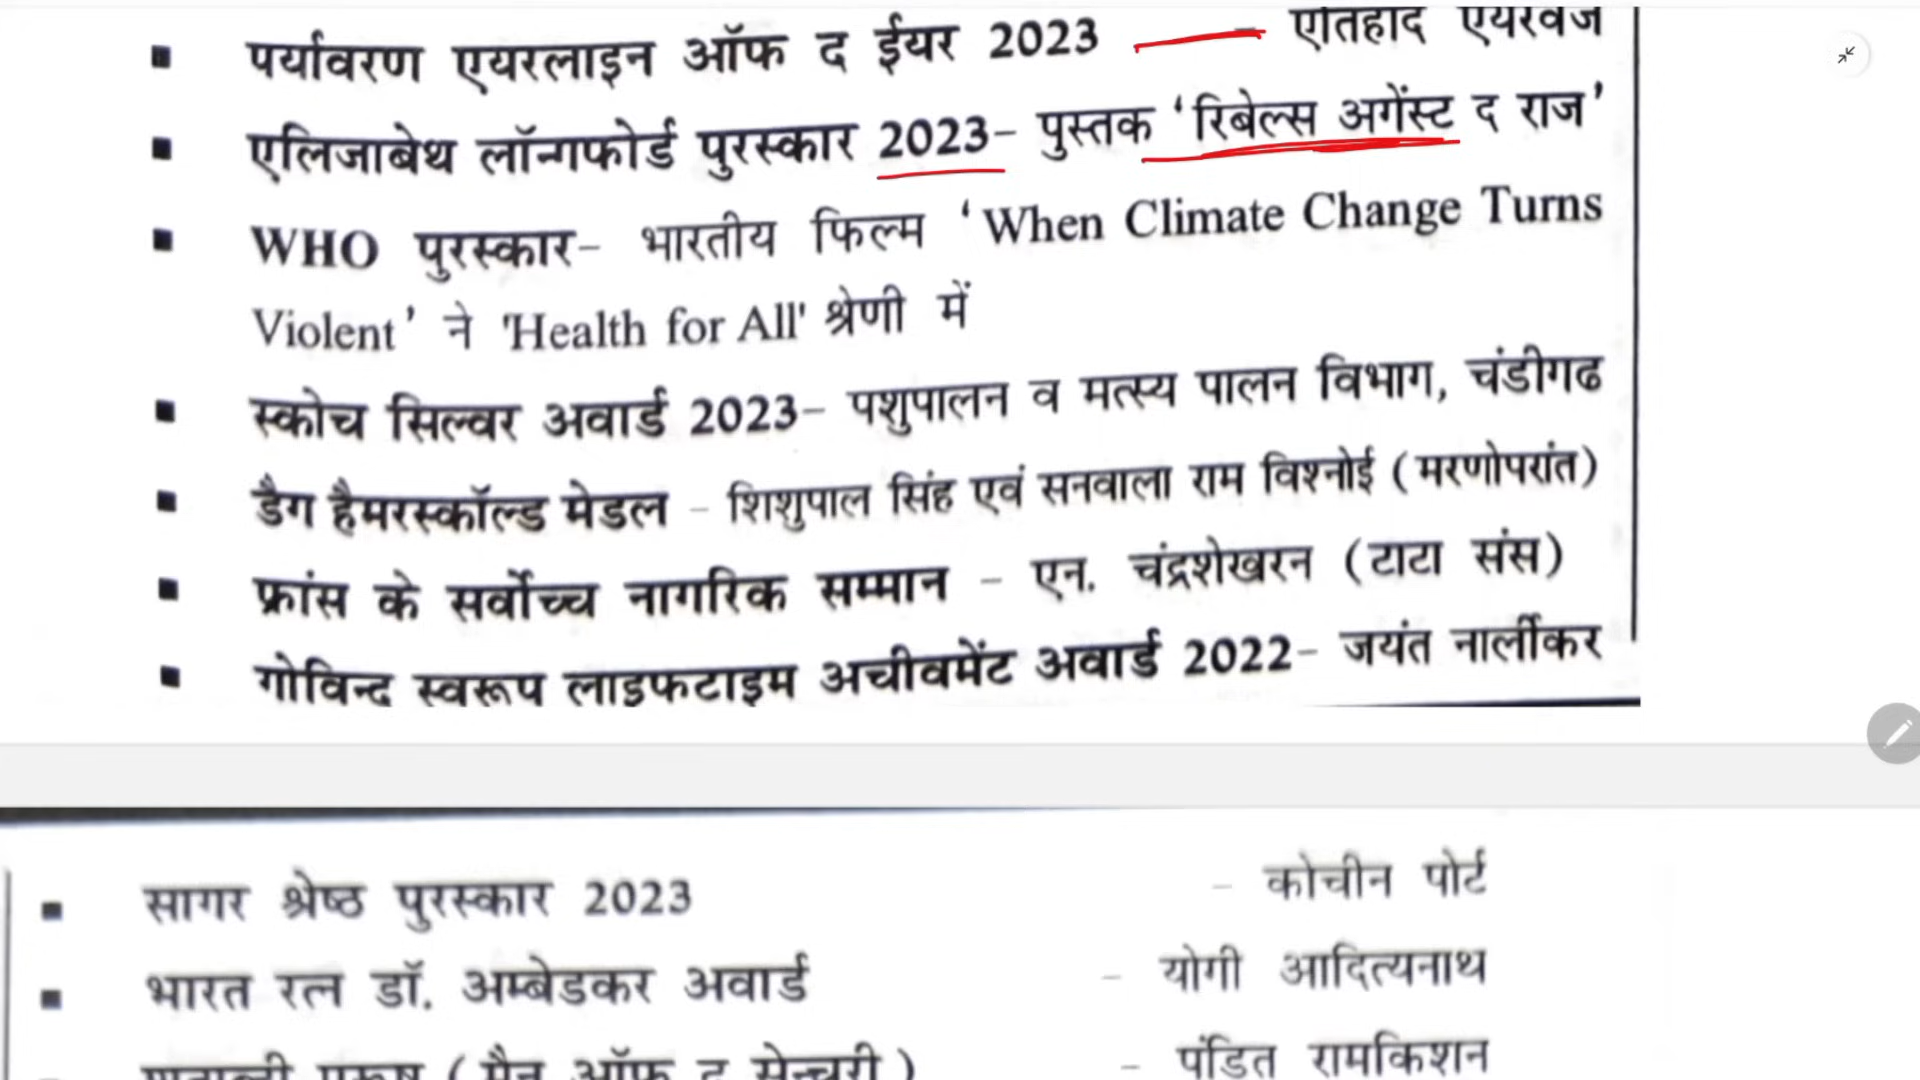 पर्यावरण एयरलाइन ऑफ द ईयर 2023 - एतिहाद एयरवेज
एलिजाबेथ लॉन्गफोर्ड पुरस्कार 2023- पुस्तक ‘रिबेल्स अगेंस्ट द राज’
WHO पुरस्कार- भारतीय फिल्म ‘When Climate Change Turns
Violent’ ने 'Health for All' श्रेणी में
स्कोच सिल्वर अवार्ड 2023- पशुपालन व मत्स्य पालन विभाग, चंडीगढ
डैग हैमरस्कॉल्ड मेडल - शिशुपाल सिंह एवं सनवाला राम विश्नोई (मरणोपरांत)
फ्रांस के सर्वोच्च नागरिक सम्मान - एन. चंद्रशेखरन (टाटा संस)
गोविन्द स्वरूप लाइफटाइम अचीवमेंट अवार्ड 2022- जयंत नार्लीकर
सागर श्रेष्ठ पुरस्कार 2023 - कोचीन पोर्ट
भारत रत्न डॉ. अम्बेडकर अवार्ड - योगी आदित्यनाथ
(मैन ऑफ द सेन्चुरी) - पंडित रामकिशन